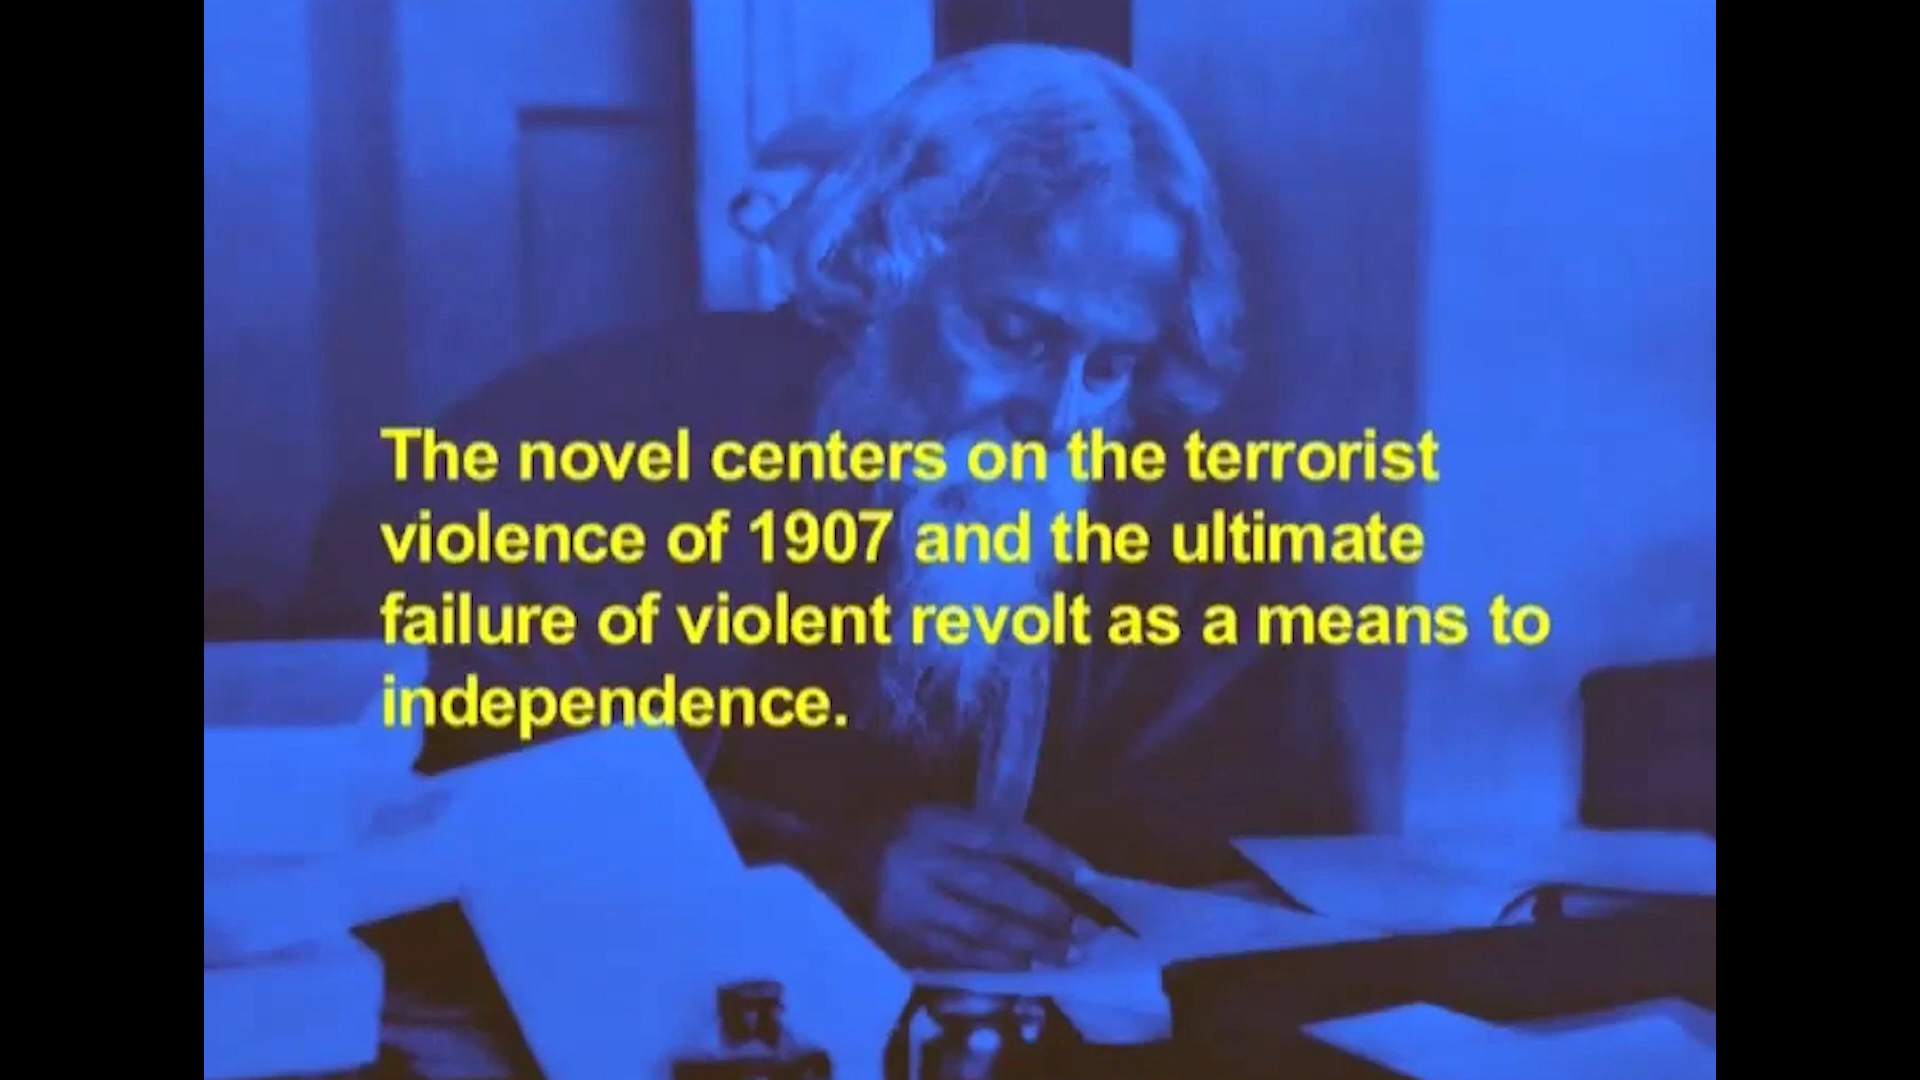 The novel centers on the terrorist
violence of 1907 and the ultimate
failure of violent revolt as a means to
independence.